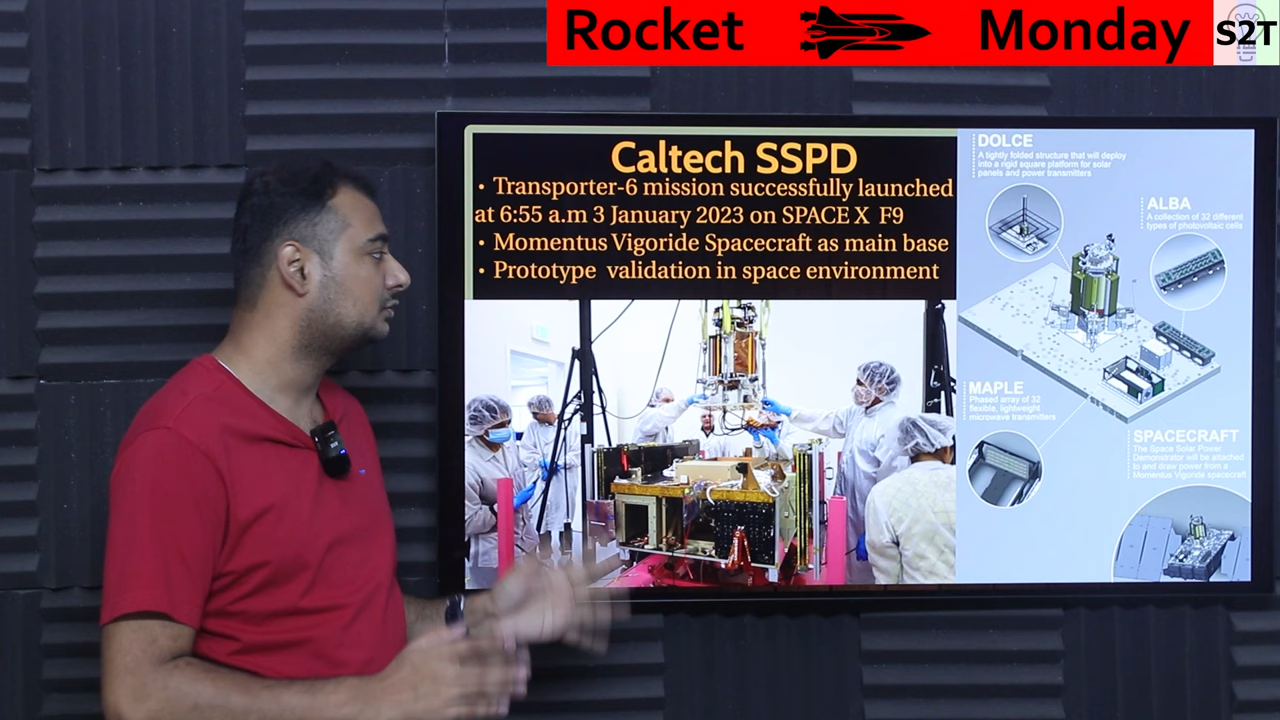 Rocket Monday
S2T
Caltech SSPD
• Transporter-6 mission successfully launched
at 6:55 a.m 3 January 2023 on SPACE X F9
• Momentus Vigoride Spacecraft as main base
• Prototype validation in space environment
DOLCE
A tightly folded structure that will deploy
into a rigid square platform for solar
panels and power transmitters
ALBA
A collection of 32 different
types of photovoltaic cells
MAPLE
Phased array of 32
flexible, lightweight
microwave transmitters
SPACECRAFT
The Space Solar Power
Demonstrator will be attached
to and draw power from a
Momentus Vigoride spacecraft